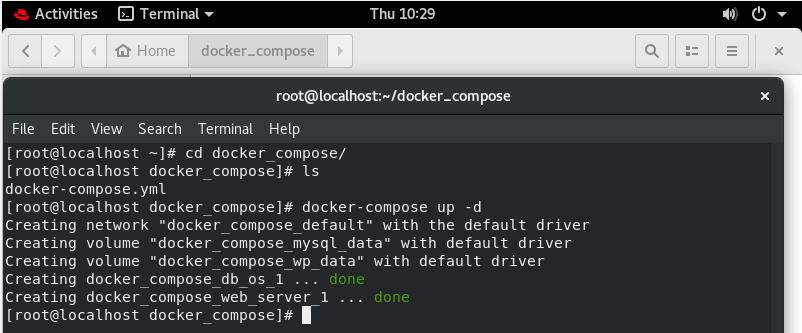 Activities Terminal Thu 10:29
Home docker_compose
root@localhost:~/docker_compose
File Edit View Search Terminal Help
[root@localhost ~]# cd docker_compose/
[root@localhost docker_compose]# ls
docker-compose.yml
[root@localhost docker_compose]# docker-compose up -d
Creating network "docker_compose_default" with the default driver
Creating volume "docker_compose_mysql_data" with default driver
Creating volume "docker_compose_wp_data" with default driver
Creating docker_compose_db_os_1 ... done
Creating docker_compose_web_server_1 ... done
[root@localhost docker_compose]#